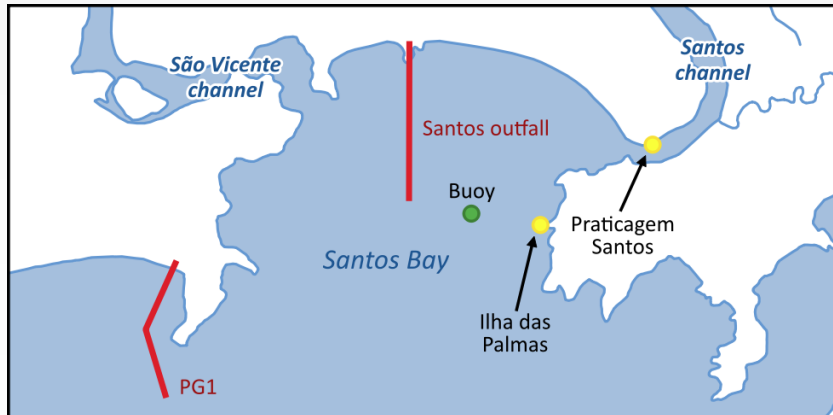 São Vicente
channel
Santos
channel
Santos outfall
Buoy
Praticagem
Santos
Santos Bay
Ilha das
Palmas
PG1